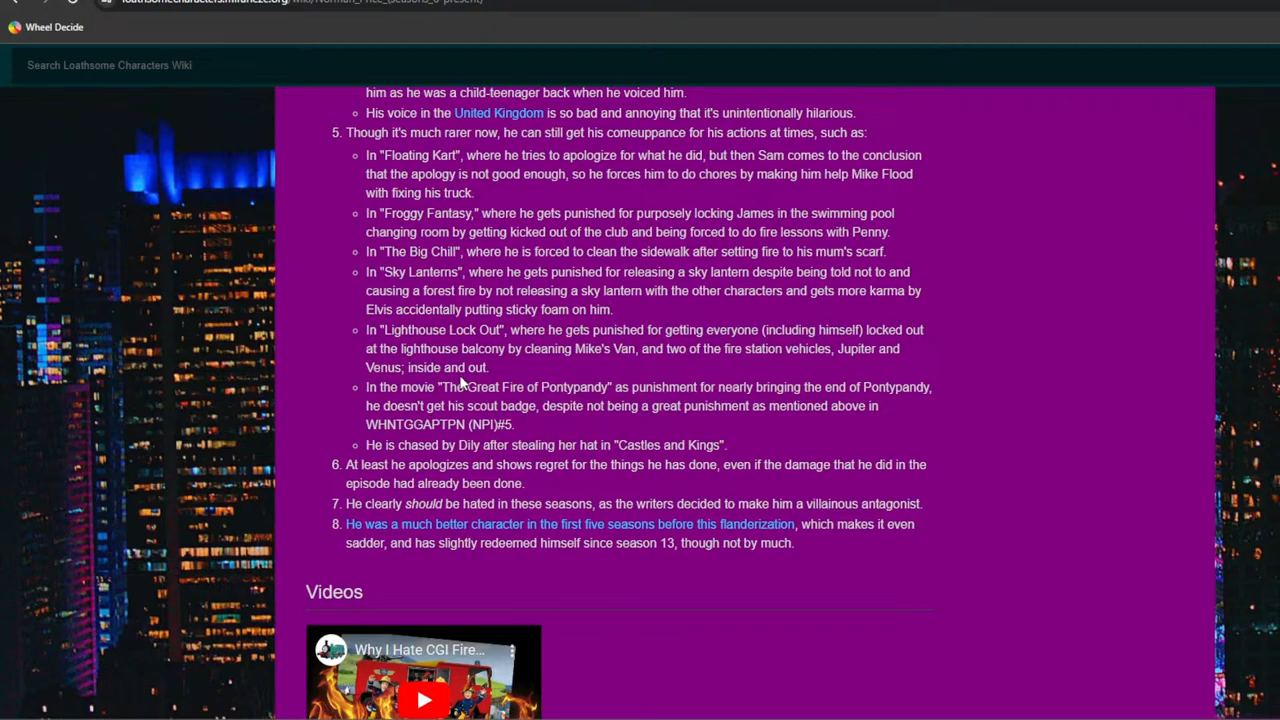 Wheel Decide
Search Loathsome Characters Wiki
him as he was a child-teenager back when he voiced him.
His voice in the United Kingdom is so bad and annoying that it's unintentionally hilarious.
5. Though it's much rarer now, he can still get his comeuppance for his actions at times, such as:
In "Floating Kart", where he tries to apologize for what he did, but then Sam comes to the conclusion
that the apology is not good enough, so he forces him to do chores by making him help Mike Flood
with fixing his truck.
In "Froggy Fantasy," where he gets punished for purposely locking James in the swimming pool
changing room by getting kicked out of the club and being forced to do fire lessons with Penny.
In "The Big Chill", where he is forced to clean the sidewalk after setting fire to his mum's scarf.
In "Sky Lanterns", where he gets punished for releasing a sky lantern despite being told not to and
causing a forest fire by not releasing a sky lantern with the other characters and gets more karma by
Elvis accidentally putting sticky foam on him.
In "Lighthouse Lock Out", where he gets punished for getting everyone (including himself) locked out
at the lighthouse balcony by cleaning Mike's Van, and two of the fire station vehicles, Jupiter and
Venus; inside and out.
In the movie "The Great Fire of Pontypandy" as punishment for nearly bringing the end of Pontypandy,
he doesn't get his scout badge, despite not being a great punishment as mentioned above in
WHNTGGAPTPN (NPI)#5.
He is chased by Dily after stealing her hat in "Castles and Kings".
6. At least he apologizes and shows regret for the things he has done, even if the damage that he did in the
episode had already been done.
7. He clearly should be hated in these seasons, as the writers decided to make him a villainous antagonist.
8. He was a much better character in the first five seasons before this flanderization, which makes it even
sadder, and has slightly redeemed himself since season 13, though not by much.
Videos
Why I Hate CGI Fire...